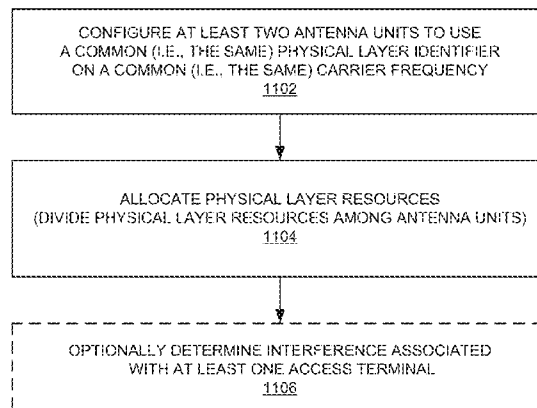 CONFIGURE AT LEAST TWO ANTENNA UNITS TO USE
A COMMON (I.E., THE SAME) PHYSICAL LAYER IDENTIFIER
ON A COMMON (I.E., THE SAME) CARRIER FREQUENCY
1102
ALLOCATE PHYSICAL LAYER RESOURCES
(DIVIDE PHYSICAL LAYER RESOURCES AMONG ANTENNA UNITS)
1104
OPTIONALLY DETERMINE INTERFERENCE ASSOCIATED
WITH AT LEAST ONE ACCESS TERMINAL
1106